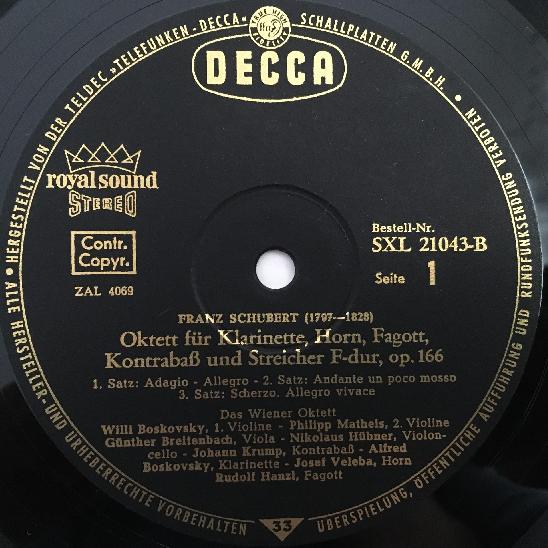 • HERGESTELLT VON DER TELDEC »TELEFUNKEN - DECCA« SCHALLPLATTEN G.M.B.H. •
DECCA
royal sound
STEREO
Contr.
Copyr.
ZAL 4069
Bestell-Nr.
SXL 21043-B
Seite 1
FRANZ SCHUBERT (1797—1828)
Oktett für Klarinette, Horn, Fagott,
Kontrabaß und Streicher F-dur, op. 166
1. Satz: Adagio - Allegro - 2. Satz: Andante un poco mosso
3. Satz: Scherzo. Allegro vivace
Das Wiener Oktett
Willi Boskovsky, 1. Violine - Philipp Matheis, 2. Violine
Günther Breitenbach, Viola - Nikolaus Hübner, Violon-
cello - Johann Krump, Kontrabaß - Alfred
Boskovsky, Klarinette - Josef Veleba, Horn
Rudolf Hanzl, Fagott
ALLE HERSTELLER-UND URHEBERRECHTE VORBEHALTEN
33
ÜBERSPIELUNG, ÖFFENTLICHE AUFFÜHRUNG UND RUNDFUNKSENDUNG VERBOTEN